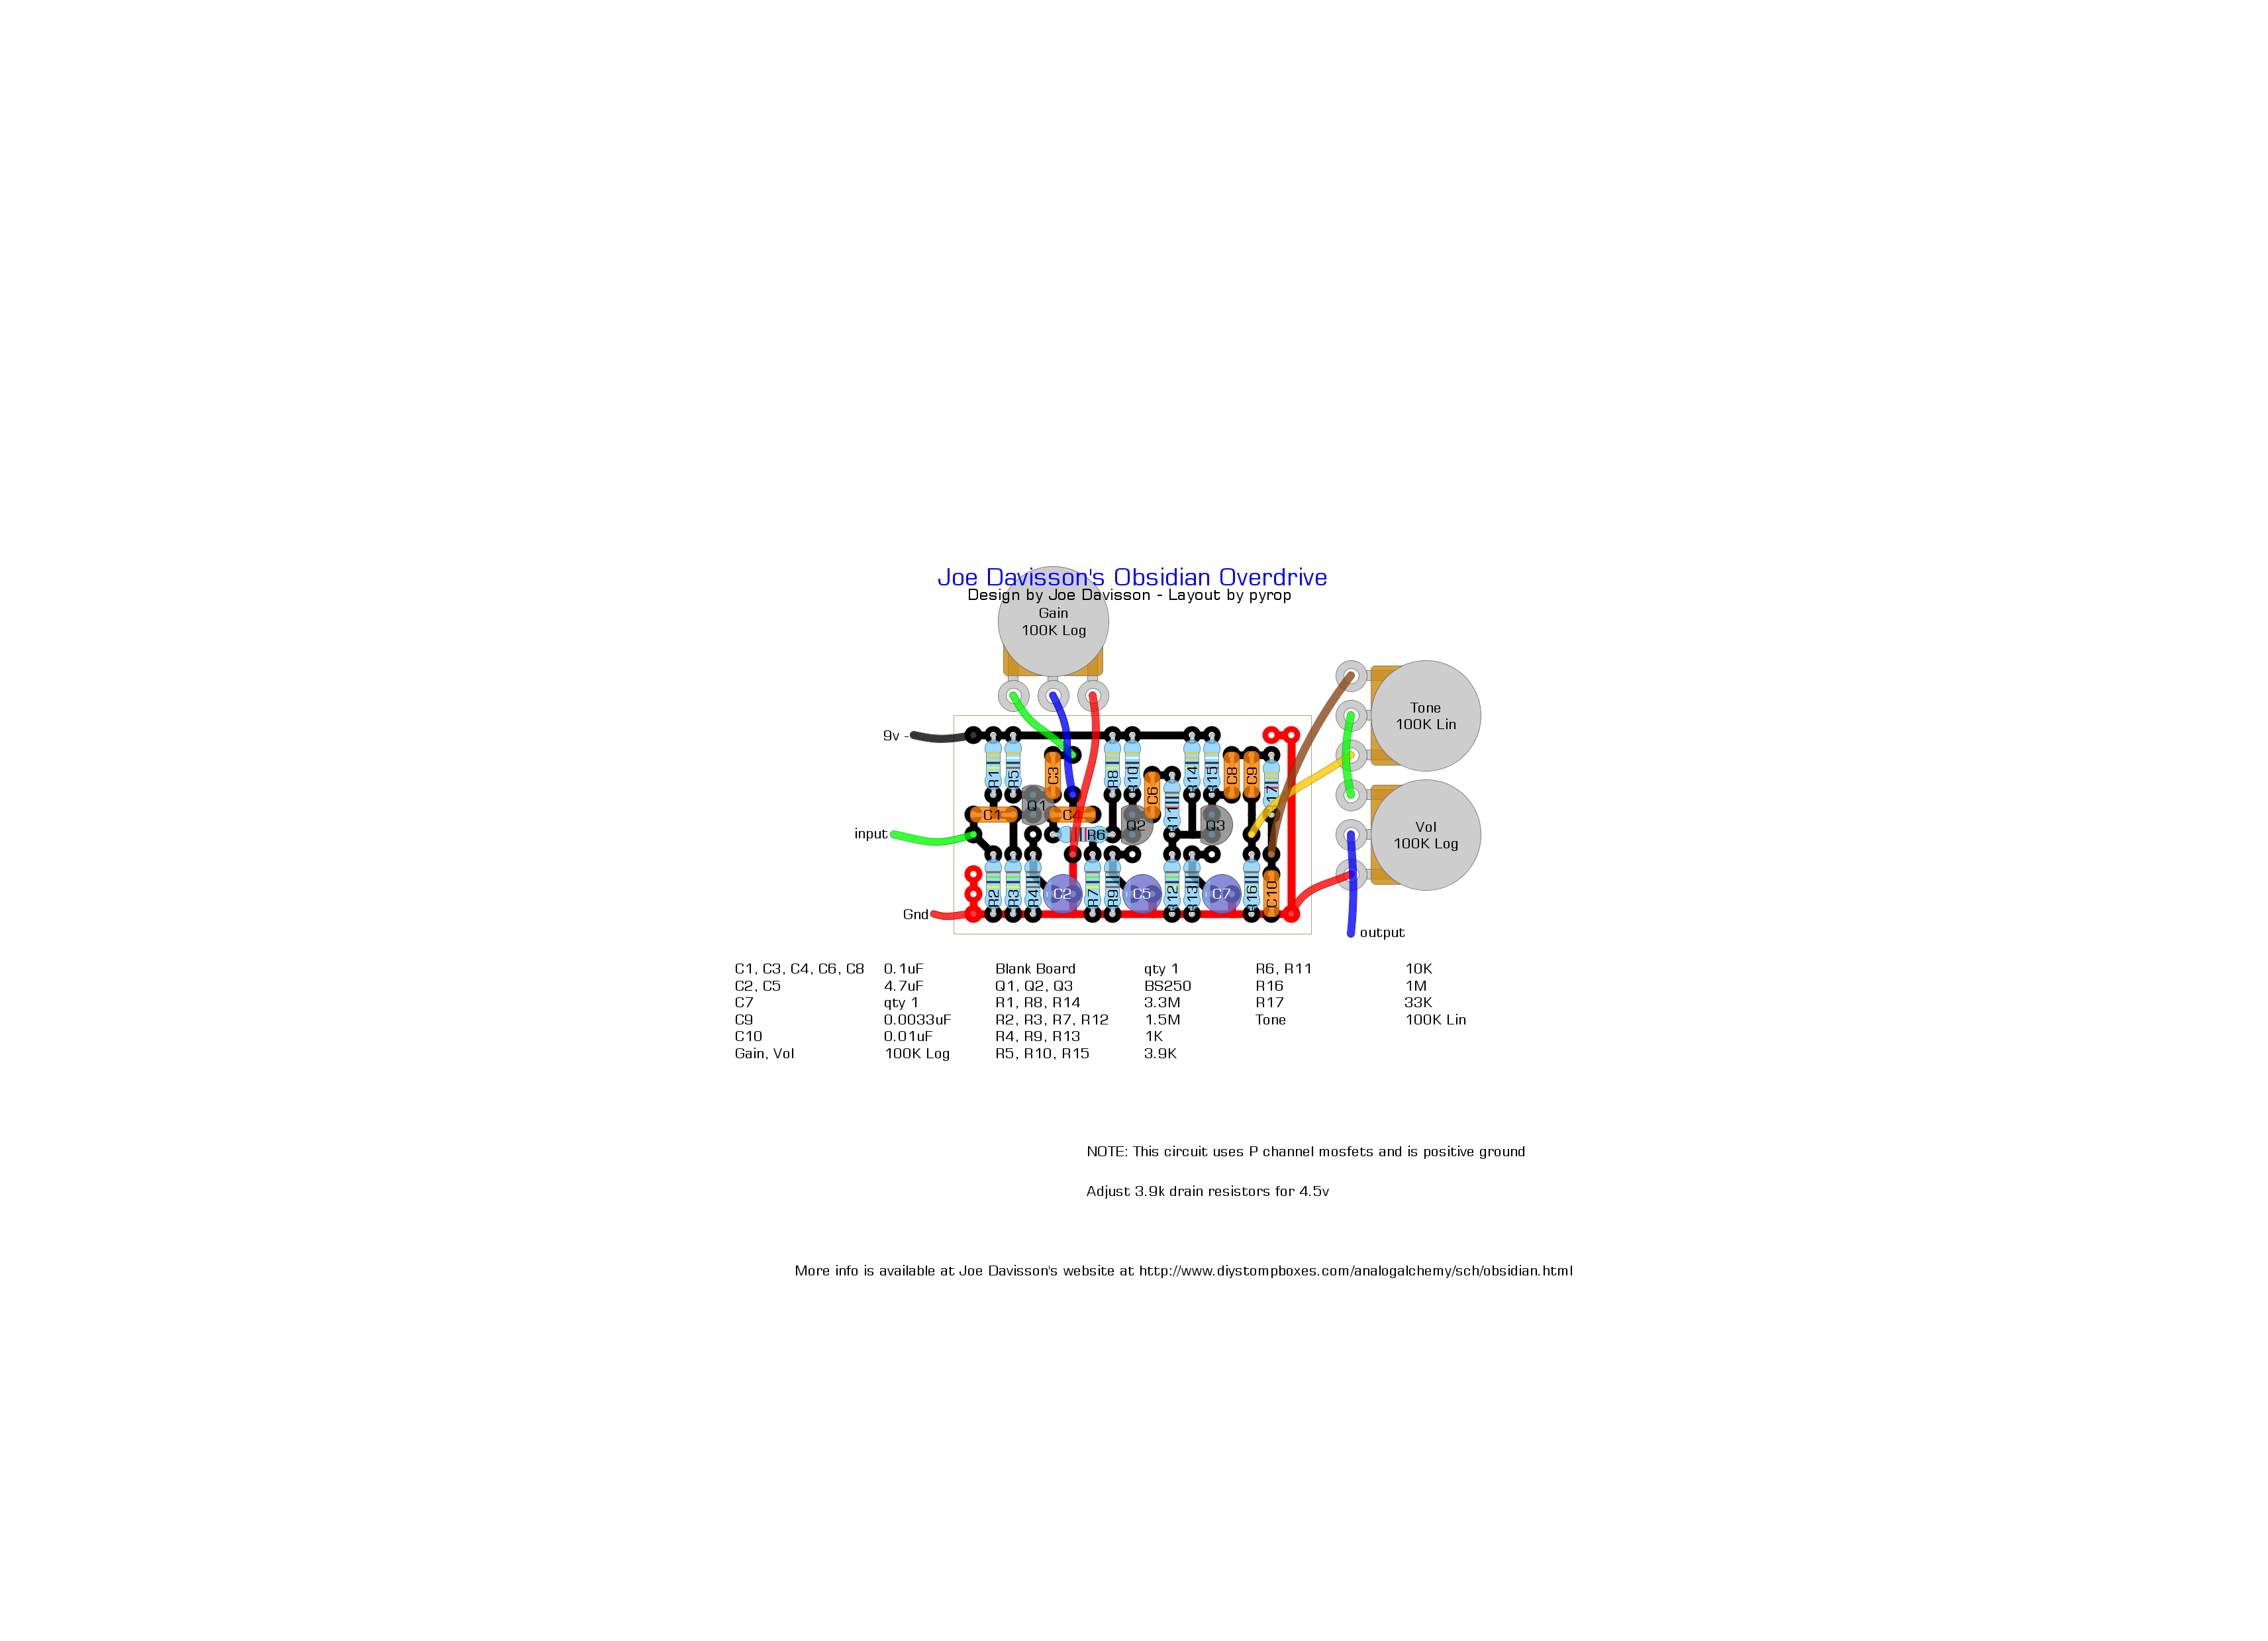 Joe Davisson's Obsidian Overdrive
Design by Joe Davisson - Layout by pyrop
Gain
100K Log
Tone
100K Lin
9v -
R1
R5
C3
R8
R10
C6
R14
R15
C8
C9
R17
Q1
C1
C4
R11
Q2
Q3
input
R6
Vol
100K Log
R2
R3
R4
C2
R7
R9
C5
R12
R13
C7
R16
C10
Gnd
output
C1, C3, C4, C6, C8 0.1uF Blank Board qty 1 R6, R11 10K
C2, C5 4.7uF Q1, Q2, Q3 BS250 R16 1M
C7 qty 1 R1, R8, R14 3.3M R17 33K
C9 0.0033uF R2, R3, R7, R12 1.5M Tone 100K Lin
C10 0.01uF R4, R9, R13 1K
Gain, Vol 100K Log R5, R10, R15 3.9K
NOTE: This circuit uses P channel mosfets and is positive ground
Adjust 3.9k drain resistors for 4.5v
More info is available at Joe Davisson's website at http://www.diystompboxes.com/analogalchemy/sch/obsidian.html